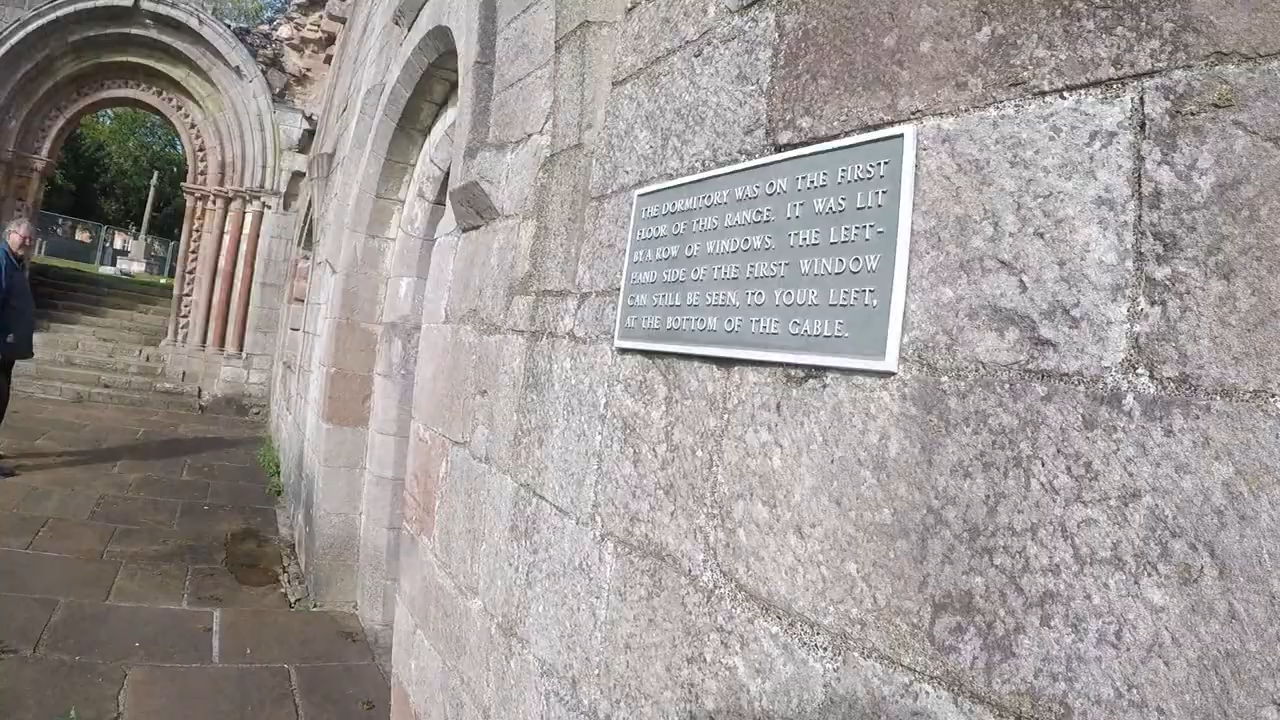 THE DORMITORY WAS ON THE FIRST
FLOOR OF THIS RANGE. IT WAS LIT
BY A ROW OF WINDOWS. THE LEFT-
HAND SIDE OF THE FIRST WINDOW
CAN STILL BE SEEN, TO YOUR LEFT,
AT THE BOTTOM OF THE GABLE.